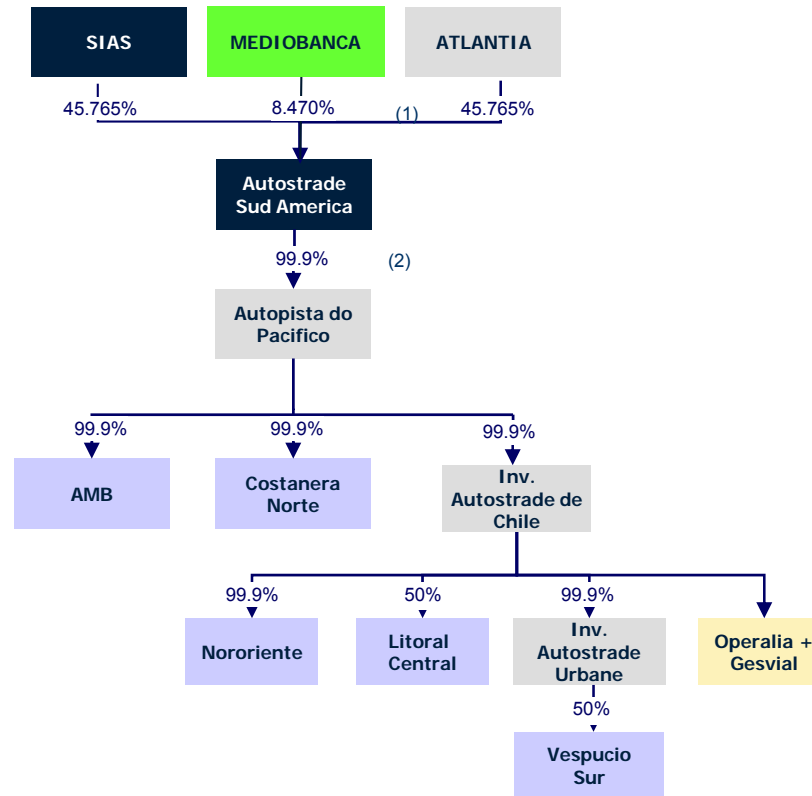 SIAS
MEDIOBANCA
ATLANTIA
45.765%
8.470%
(1)
45.765%
Autostrade
Sud America
99.9%
(2)
Autopista do
Pacifico
99.9%
99.9%
99.9%
AMB
Costanera
Norte
Inv.
Autostrade de
Chile
99.9%
50%
99.9%
Nororiente
Litoral
Central
Inv.
Autostrade
Urbane
Operalia +
Gesvial
50%
Vespucio
Sur